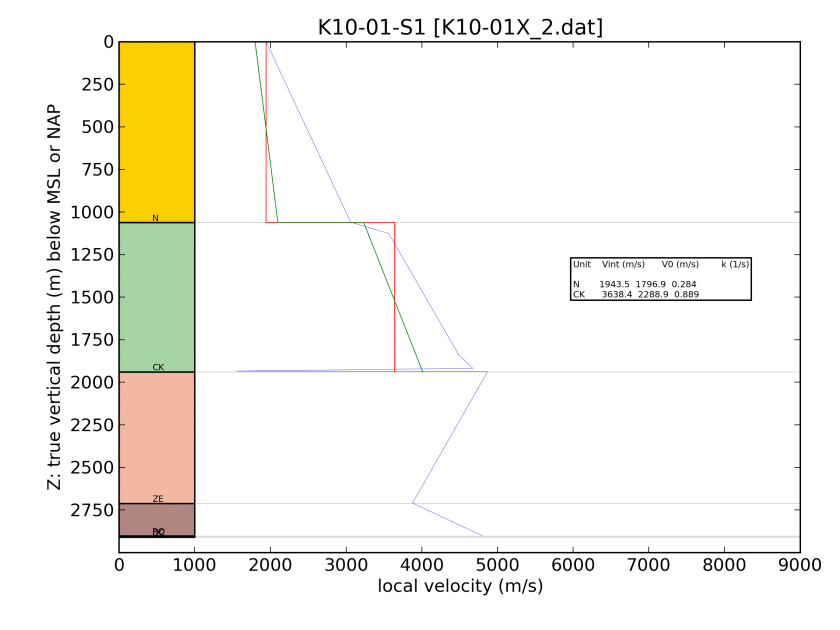 K10-01-S1 [K10-01X_2.dat]
Z: true vertical depth (m) below MSL or NAP
0
250
500
750
1000
1250
1500
1750
2000
2250
2500
2750
N
CK
ZE
Unit Vint (m/s) V0 (m/s) k (1/s)
N 1943.5 1796.9 0.284
CK 3638.4 2288.9 0.889
0 1000 2000 3000 4000 5000 6000 7000 8000 9000
local velocity (m/s)